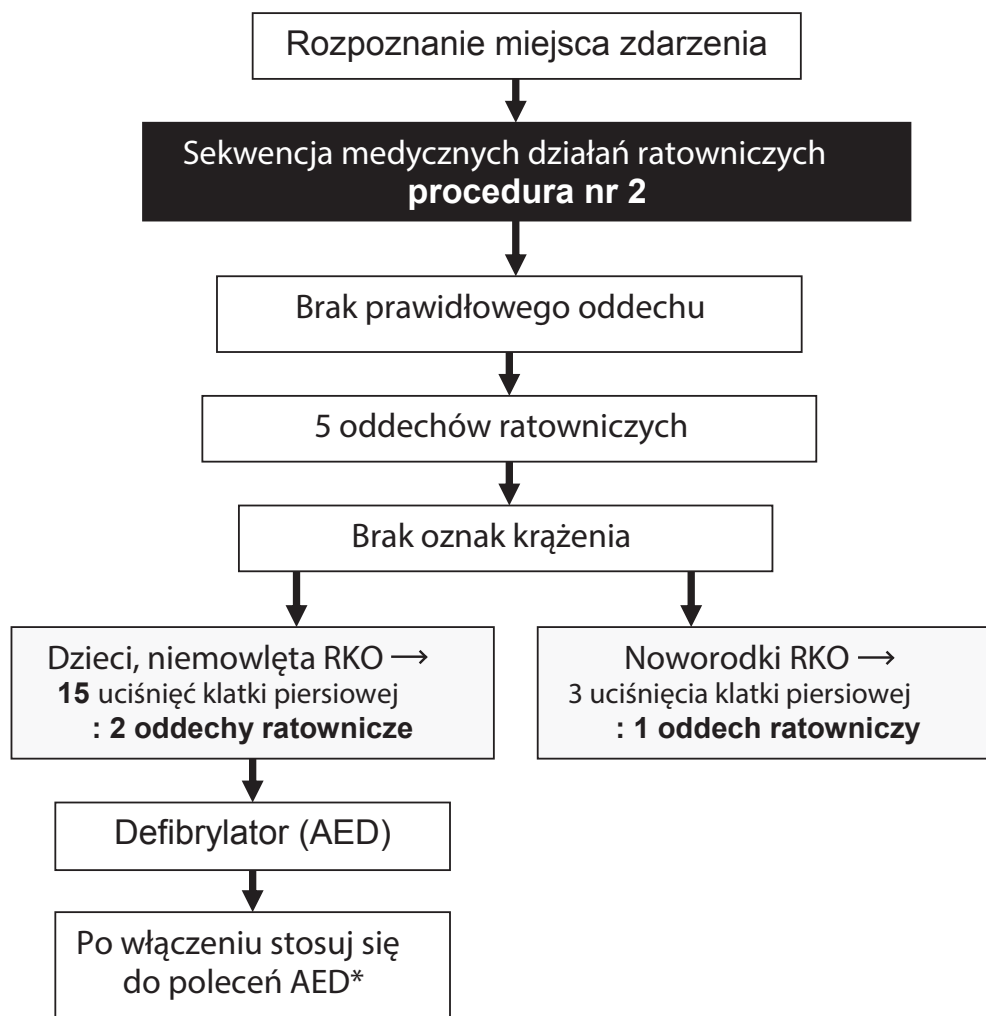 Rozpoznanie miejsca zdarzenia
Sekwencja medycznych działań ratowniczych
procedura nr 2
Brak prawidłowego oddechu
5 oddechów ratowniczych
Brak oznak krążenia
Dzieci, niemowlęta RKO →
15 uciśnięć klatki piersiowej
: 2 oddechy ratownicze
Noworodki RKO →
3 uciśnięcia klatki piersiowej
: 1 oddech ratowniczy
Defibrylator (AED)
Po włączeniu stosuj się
do poleceń AED*